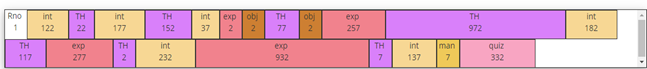 Rno int TH int TH int exp obj TH obj exp TH int
1 122 22 177 152 37 2 2 77 2 257 972 182
TH exp TH int exp TH int man quiz
117 277 2 232 932 7 137 7 332